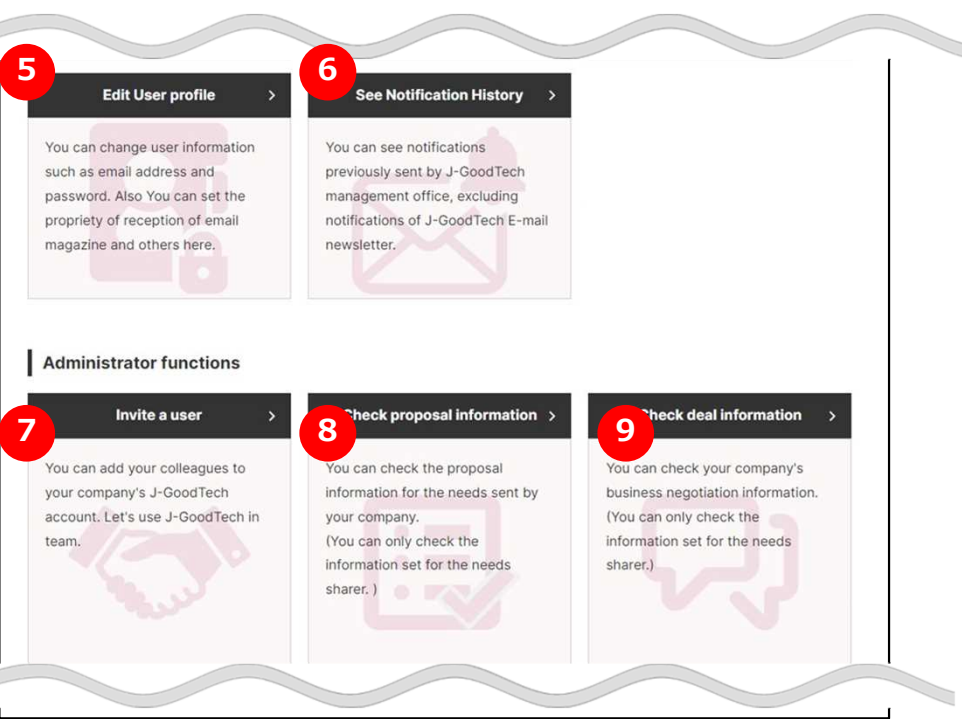 5
Edit User profile
You can change user information
such as email address and
password. Also You can set the
propriety of reception of email
magazine and others here.
6
See Notification History
You can see notifications
previously sent by J-GoodTech
management office, excluding
notifications of J-GoodTech E-mail
newsletter.
Administrator functions
7
Invite a user
You can add your colleagues to
your company's J-GoodTech
account. Let's use J-GoodTech in
team.
8
Check proposal information
You can check the proposal
information for the needs sent by
your company.
(You can only check the
information set for the needs
sharer. )
9
Check deal information
You can check your company's
business negotiation information.
(You can only check the
information set for the needs
sharer.)